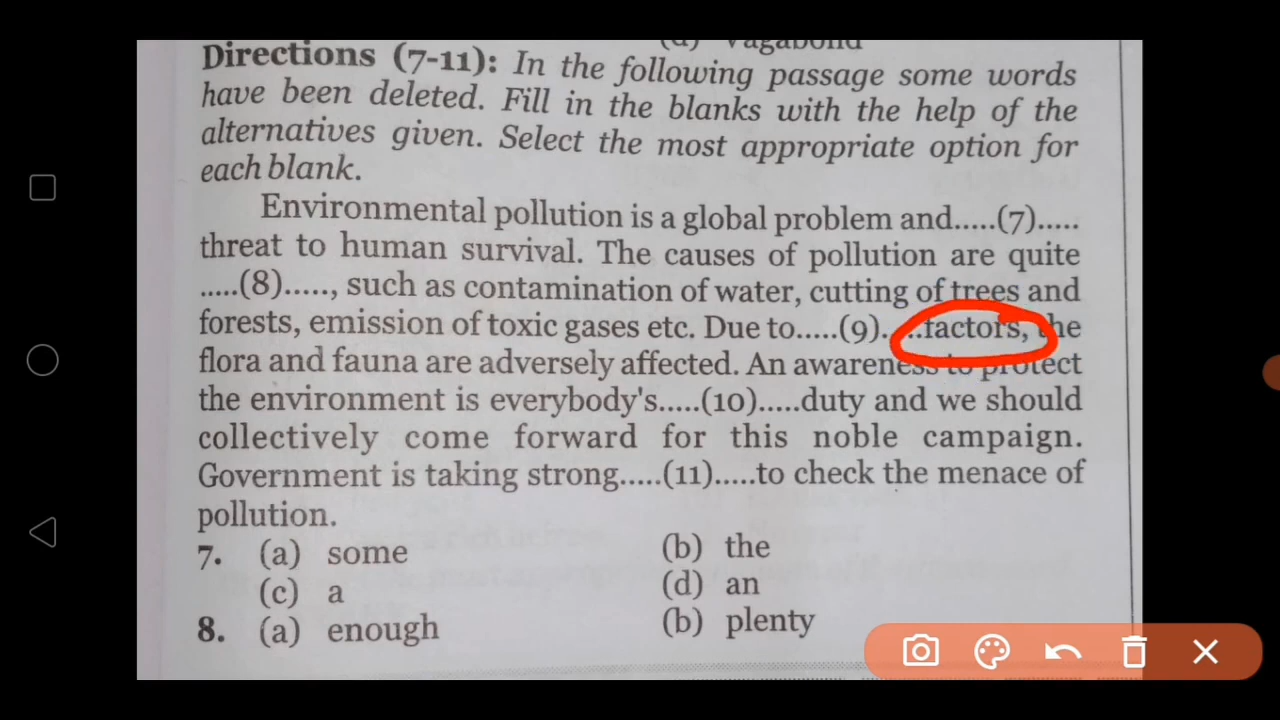 (d) Vagabond
Directions (7-11): In the following passage some words
have been deleted. Fill in the blanks with the help of the
alternatives given. Select the most appropriate option for
each blank.
Environmental pollution is a global problem and.....(7).....
threat to human survival. The causes of pollution are quite
.....(8)....., such as contamination of water, cutting of trees and
forests, emission of toxic gases etc. Due to.....(9).....factors, the
flora and fauna are adversely affected. An awareness to protect
the environment is everybody's.....(10).....duty and we should
collectively come forward for this noble campaign.
Government is taking strong.....(11).....to check the menace of
pollution.
7. (a) some (b) the
(c) a (d) an
8. (a) enough (b) plenty